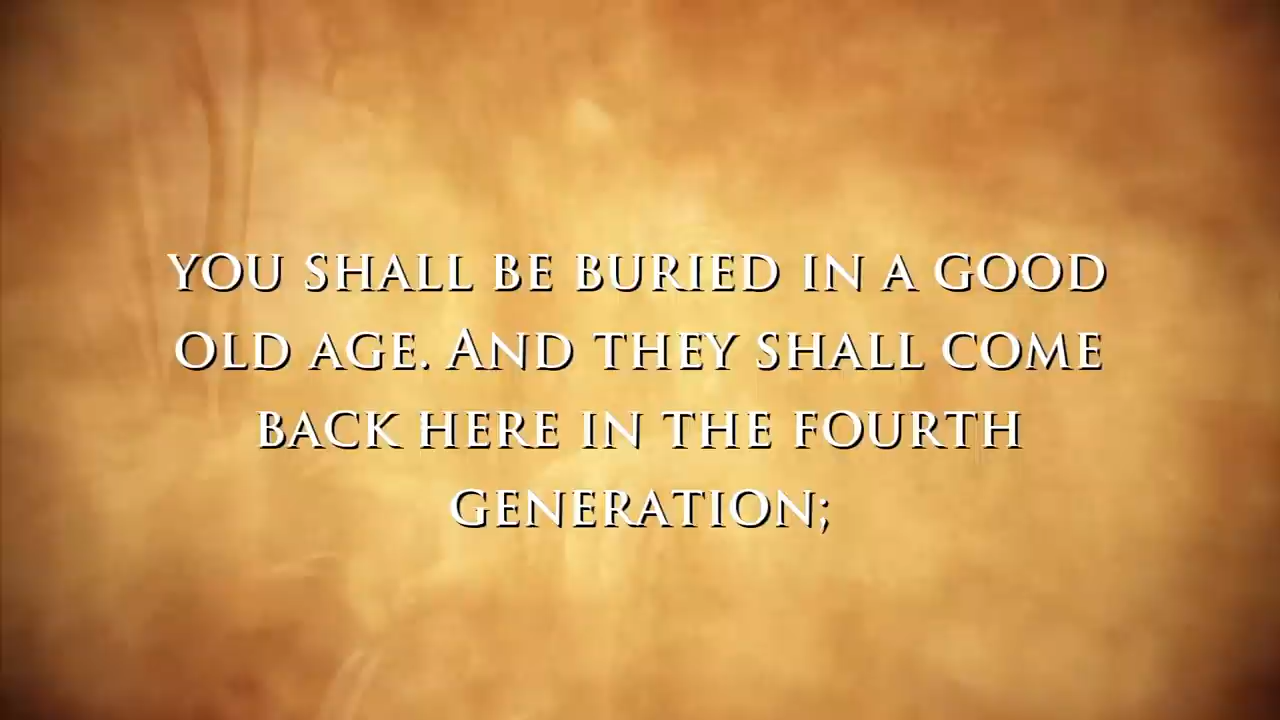 YOU SHALL BE BURIED IN A GOOD
OLD AGE. AND THEY SHALL COME
BACK HERE IN THE FOURTH
GENERATION;